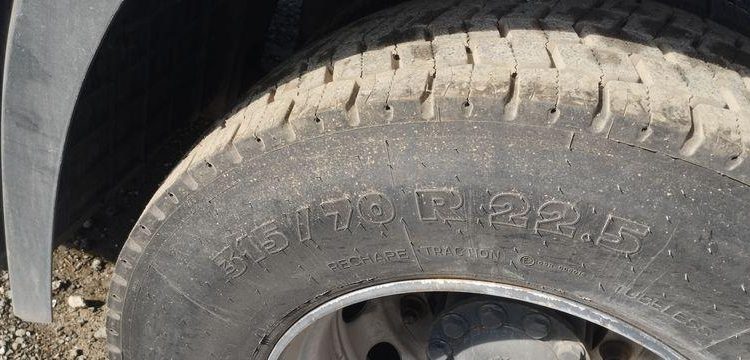 315/70 R 22.5
RECHAPE TRACTION
TUBELESS